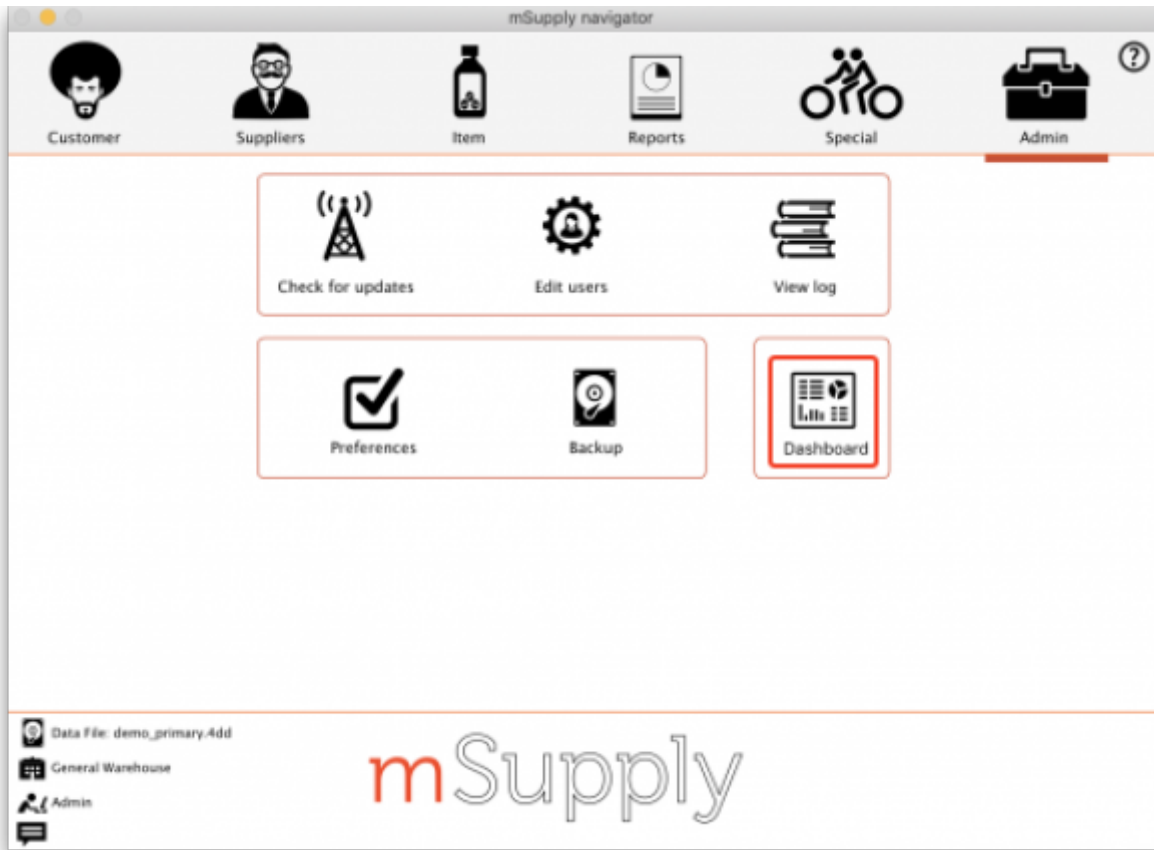 mSupply navigator
?
Customer Suppliers Item Reports Special Admin
Check for updates Edit users View log
Preferences Backup Dashboard
Data File: demo_primary.4dd
General Warehouse
Admin
mSupply